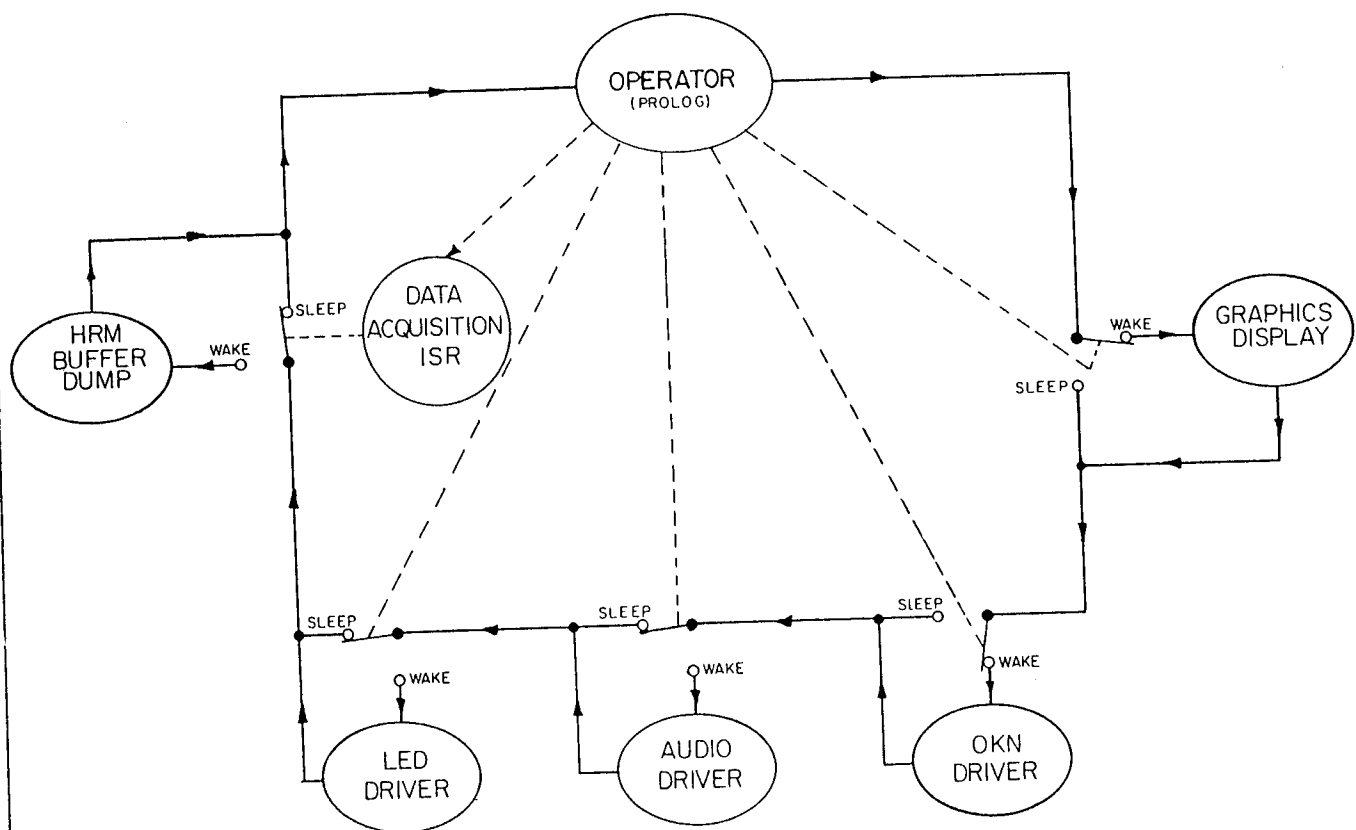 OPERATOR
(PROLOG)
SLEEP
DATA
ACQUISITION
ISR
HRM
BUFFER
DUMP
WAKE
WAKE
GRAPHICS
DISPLAY
SLEEP
SLEEP
SLEEP
SLEEP
WAKE
WAKE
WAKE
LED
DRIVER
AUDIO
DRIVER
OKN
DRIVER